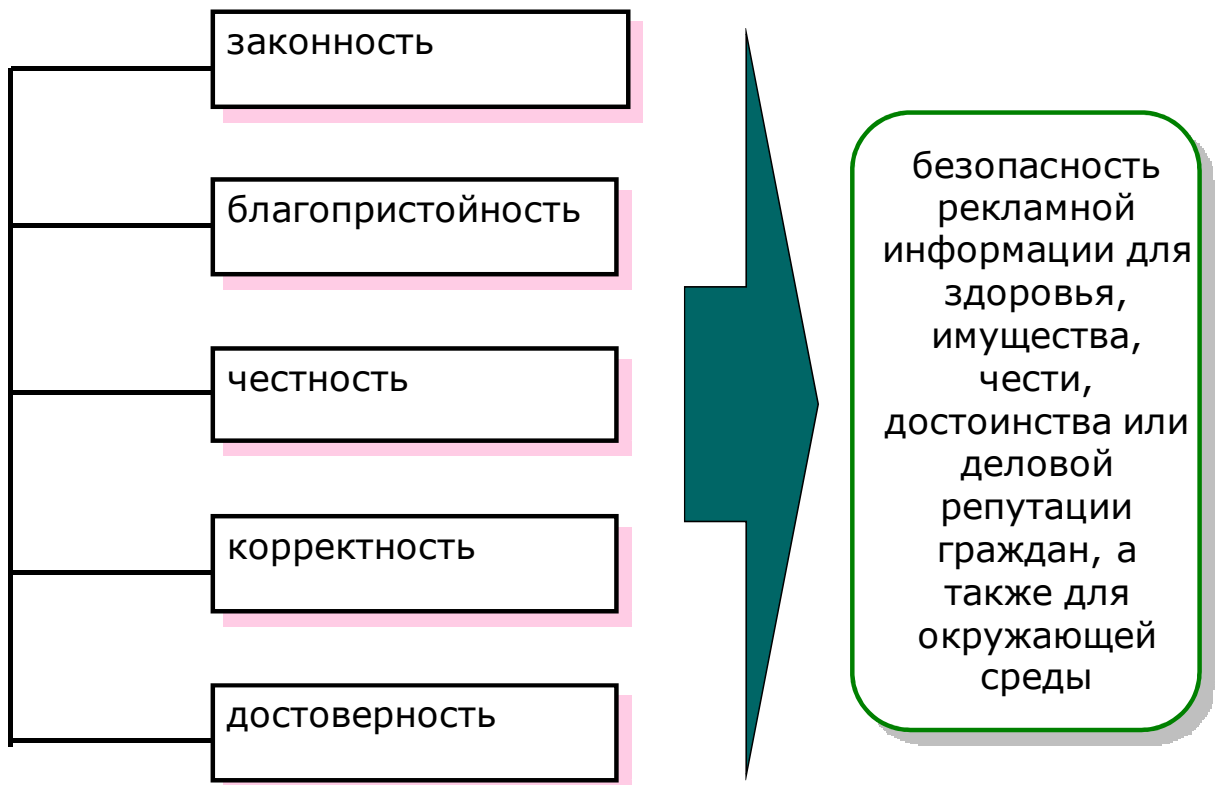 законность
благопристойность
честность
корректность
достоверность
безопасность
рекламной
информации для
здоровья,
имущества,
чести,
достоинства или
деловой
репутации
граждан, а
также для
окружающей
среды